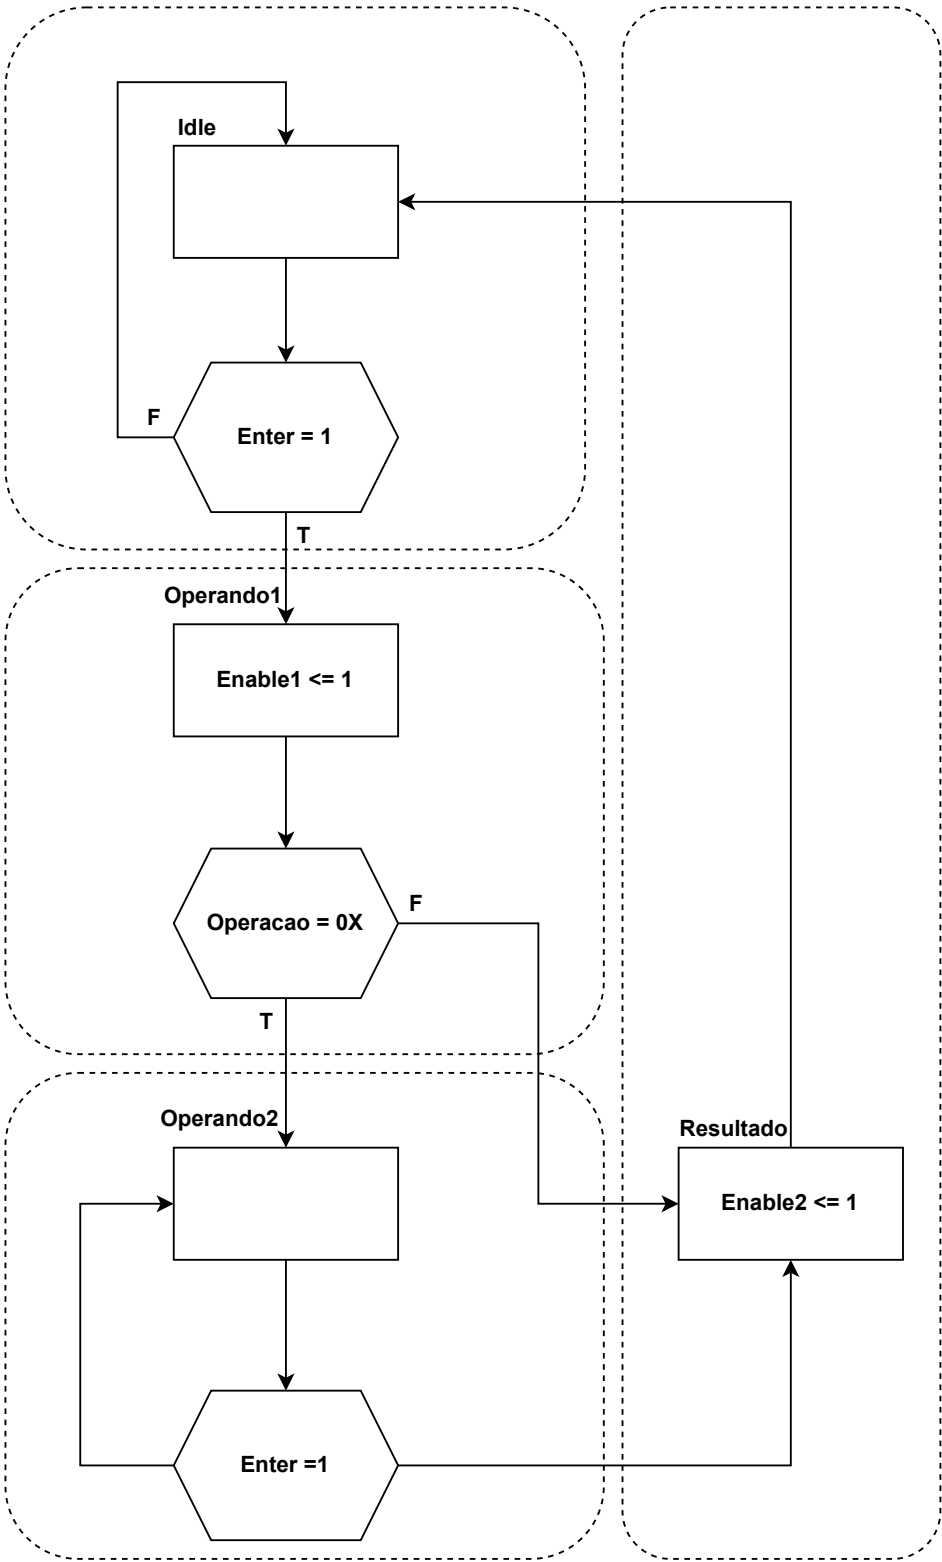 Idle
F
Enter = 1
T
Operando1
Enable1 <= 1
F
Operacao = 0X
T
Operando2
Resultado
Enable2 <= 1
Enter =1